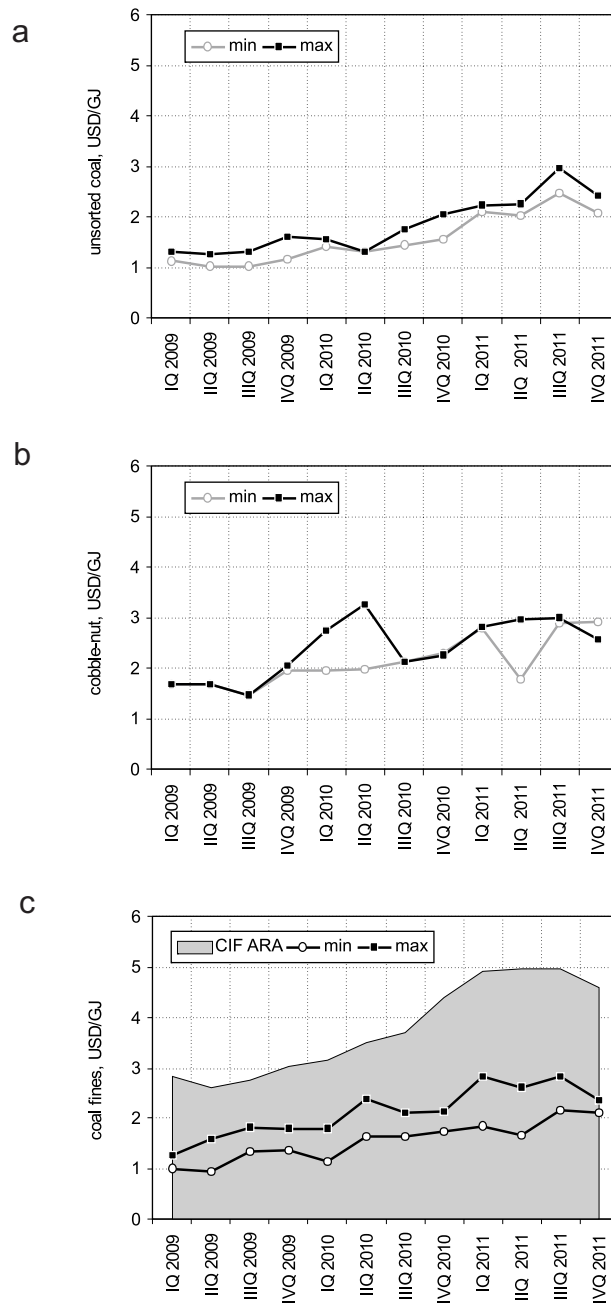 a
unsorted coal, USD/GJ
6
5
4
3
2
1
0
min max
IQ 2009
IIQ 2009
IIIQ 2009
IVQ 2009
IQ 2010
IIQ 2010
IIIQ 2010
IVQ 2010
IQ 2011
IIQ 2011
IIIQ 2011
IVQ 2011
b
cobble-nut, USD/GJ
6
5
4
3
2
1
0
min max
IQ 2009
IIQ 2009
IIIQ 2009
IVQ 2009
IQ 2010
IIQ 2010
IIIQ 2010
IVQ 2010
IQ 2011
IIQ 2011
IIIQ 2011
IVQ 2011
c
coal fines, USD/GJ
6
5
4
3
2
1
0
CIF ARA min max
IQ 2009
IIQ 2009
IIIQ 2009
IVQ 2009
IQ 2010
IIQ 2010
IIIQ 2010
IVQ 2010
IQ 2011
IIQ 2011
IIIQ 2011
IVQ 2011